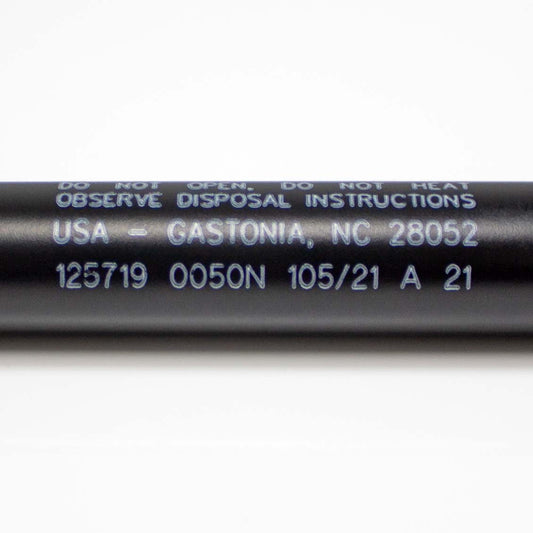 DO NOT OPEN. DO NOT HEAT
OBSERVE DISPOSAL INSTRUCTIONS
USA - GASTONIA, NC 28052
125719 0050N 105/21 A 21